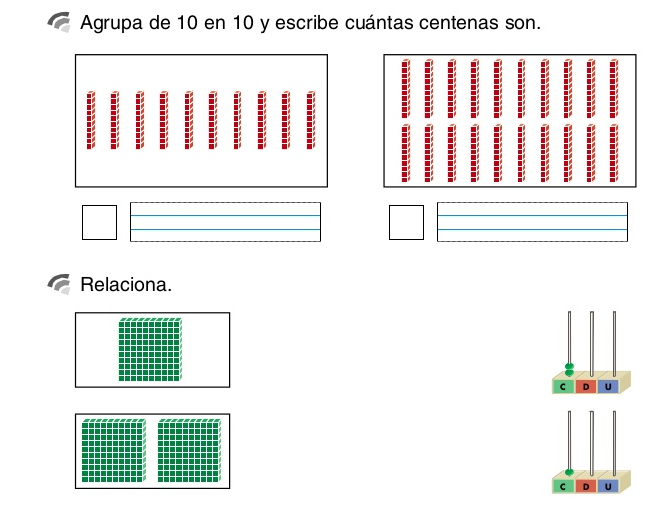 Agrupa de 10 en 10 y escribe cuántas centenas son.
Relaciona.
C D U
C D U